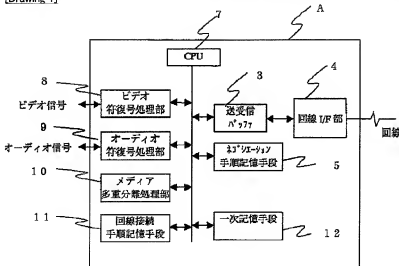 [Drawing 1]
7
A
CPU
8
ビデオ
符復号処理部
ビデオ信号
3
送受信
バッファ
4
回線 I/F 部
回線
9
オーディオ
符復号処理部
オーディオ信号
ネゴシエーション
手順記憶手段
5
10
メディア
多重分離処理部
11
回線接続
手順記憶手段
一次記憶手段
12